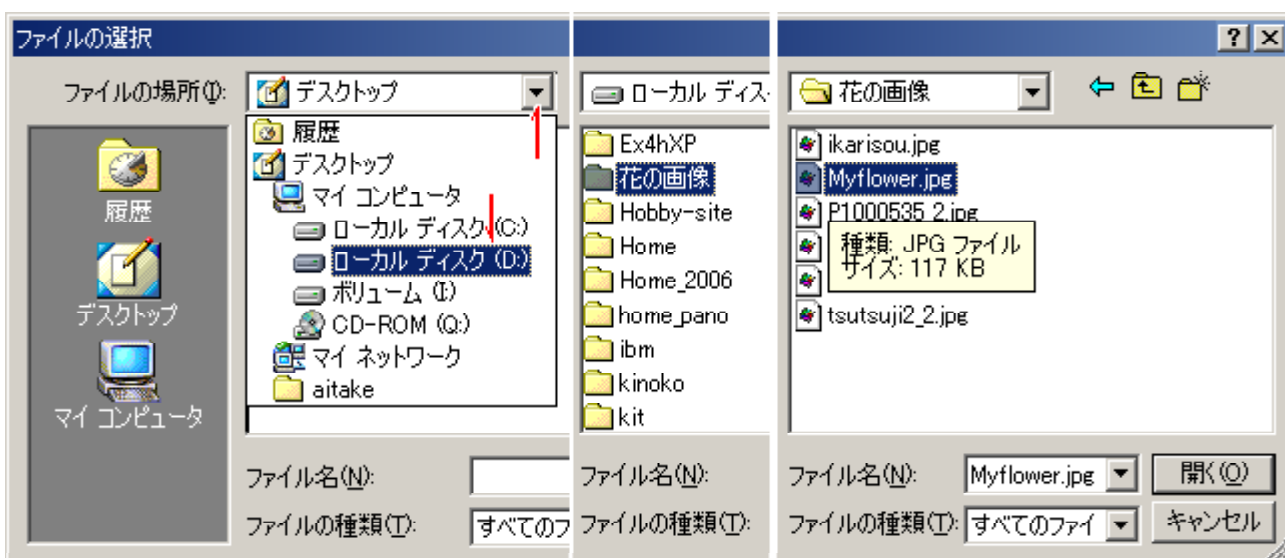 ファイルの選択
ファイルの場所(I):
デスクトップ
履歴
デスクトップ
マイ コンピュータ
履歴
デスクトップ
マイ コンピュータ
ローカル ディスク (C:)
ローカル ディスク (D:)
ボリューム (I:)
CD-ROM (Q:)
マイ ネットワーク
aitake
ファイル名(N):
ファイルの種類(T):
すべてのフ
ローカル ディス
Ex4hXP
花の画像
Hobby-site
Home
Home_2006
home_pano
ibm
kinoko
kit
ファイル名(N):
ファイルの種類(T):
?
花の画像
ikarisou.jpg
Myflower.jpg
P1000535_2.jpg
種類: JPG ファイル
サイズ: 117 KB
tsutsuji2_2.jpg
ファイル名(N):
Myflower.jpg
開く(O)
ファイルの種類(T):
すべてのファイ
キャンセル